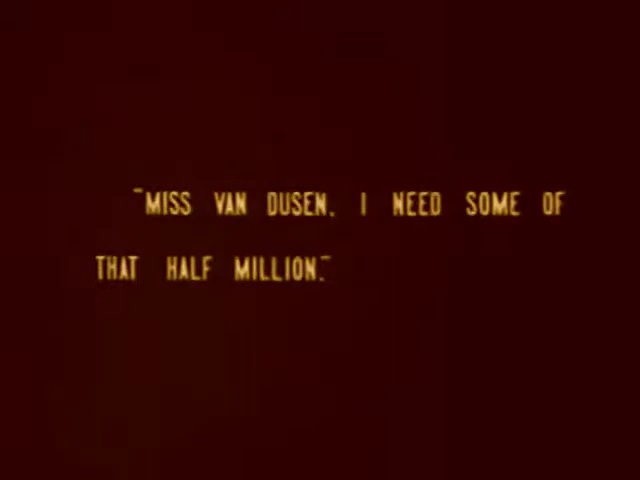 "MISS VAN DUSEN, I NEED SOME OF
THAT HALF MILLION."